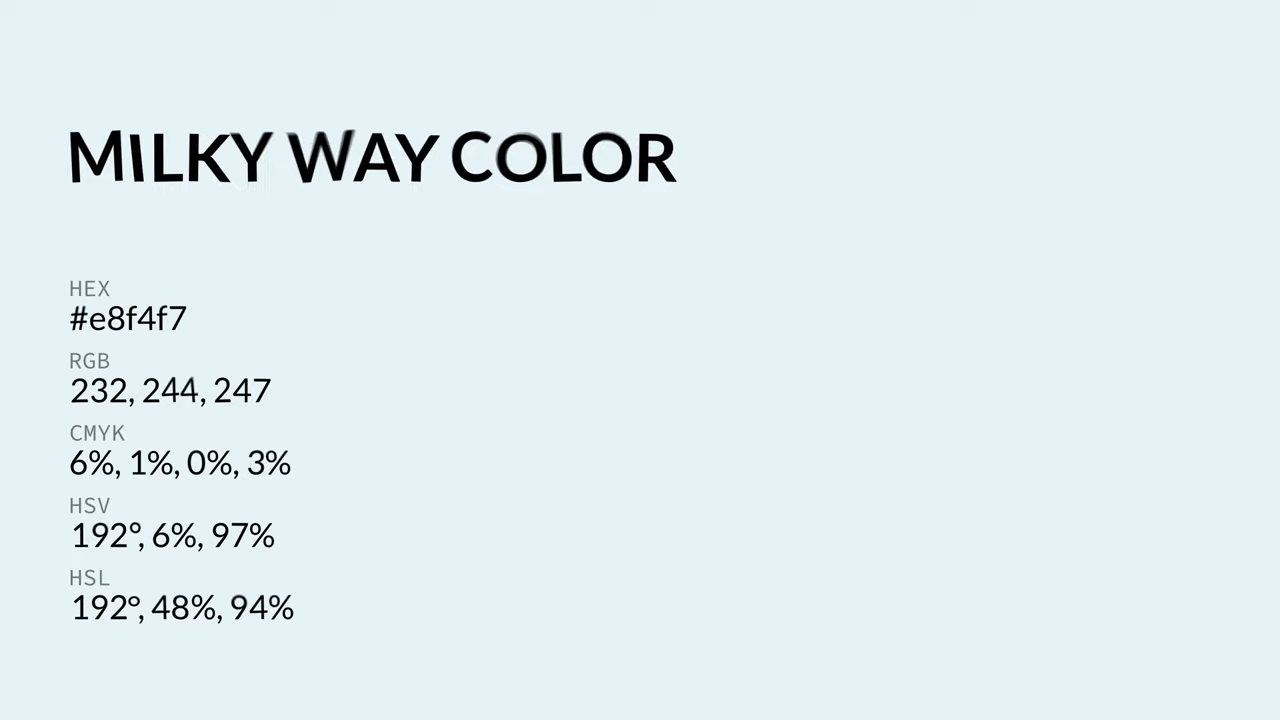 MILKY WAY COLOR
HEX
#e8f4f7
RGB
232, 244, 247
CMYK
6%, 1%, 0%, 3%
HSV
192°, 6%, 97%
HSL
192°, 48%, 94%